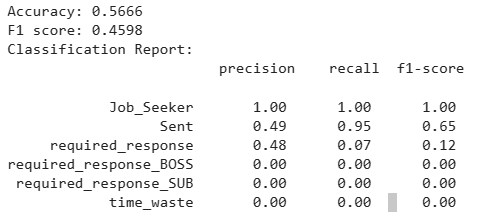 Accuracy: 0.5666
F1 score: 0.4598
Classification Report:
precision recall f1-score
Job_Seeker 1.00 1.00 1.00
Sent 0.49 0.95 0.65
required_response 0.48 0.07 0.12
required_response_BOSS 0.00 0.00 0.00
required_response_SUB 0.00 0.00 0.00
time_waste 0.00 0.00 0.00